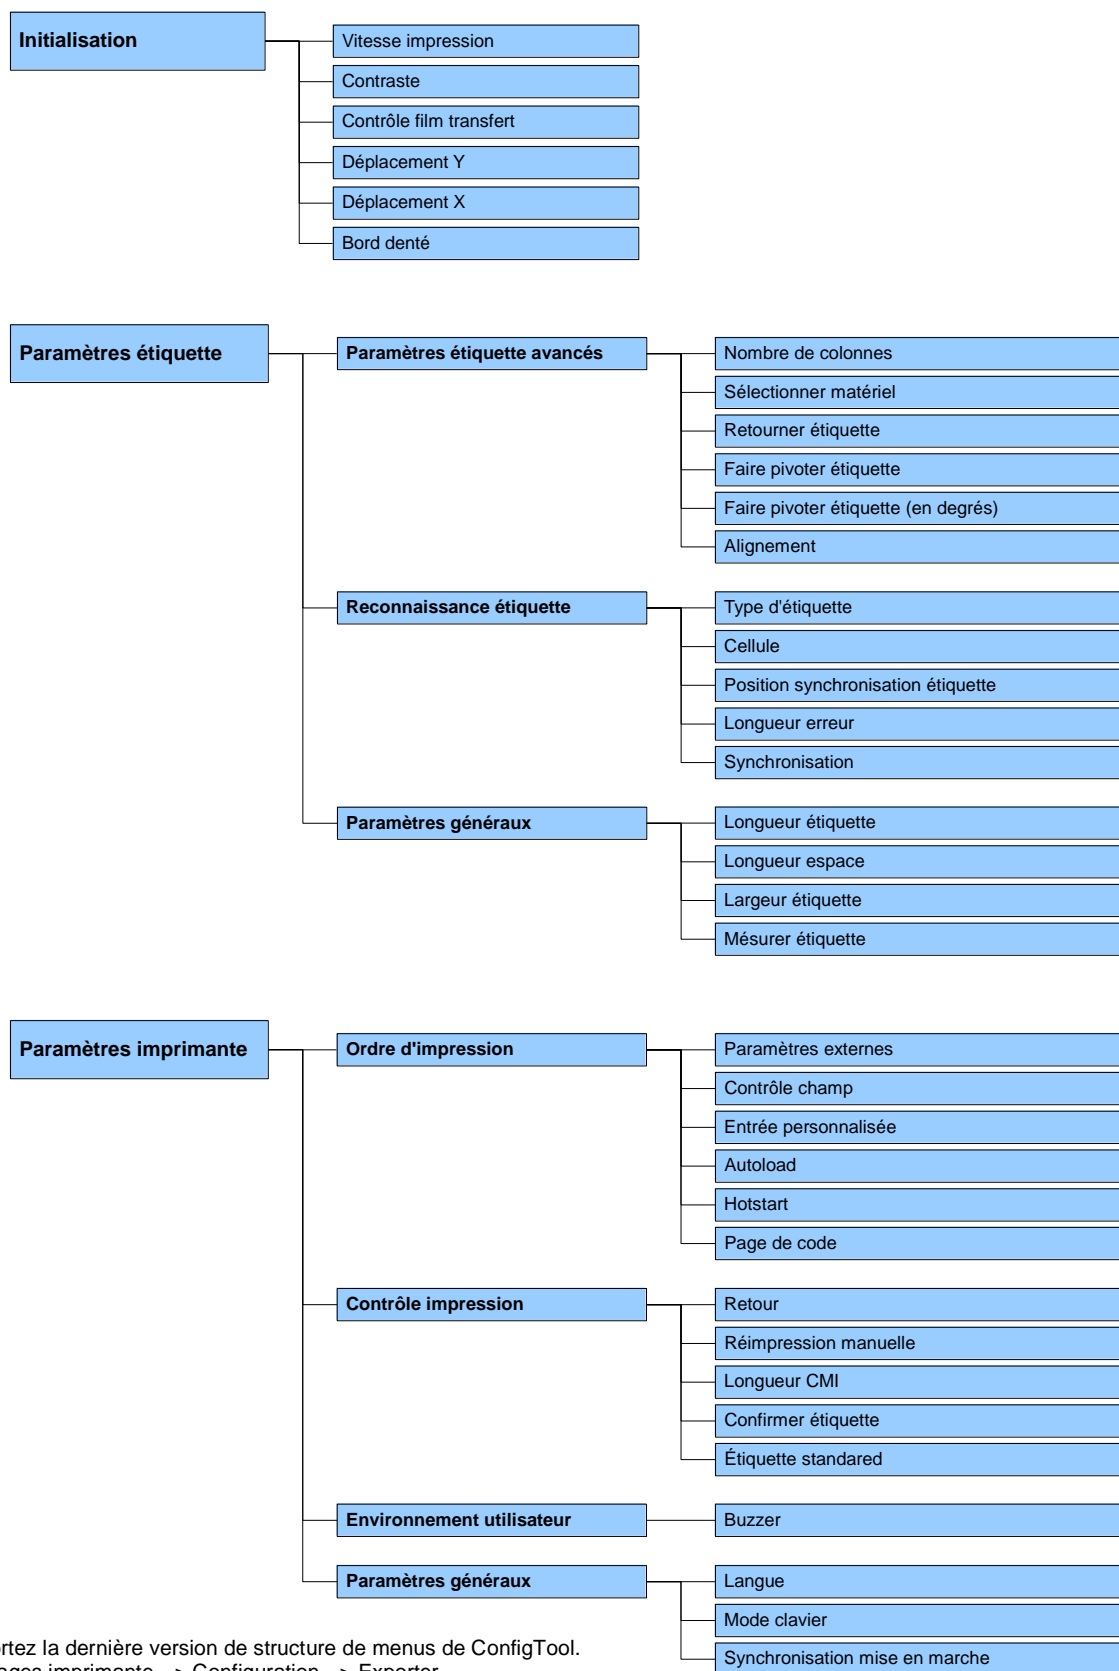 Initialisation
Vitesse impression
Contraste
Contrôle film transfert
Déplacement Y
Déplacement X
Bord denté
Paramètres étiquette
Paramètres étiquette avancés
Nombre de colonnes
Sélectionner matériel
Retourner étiquette
Faire pivoter étiquette
Faire pivoter étiquette (en degrés)
Alignement
Reconnaissance étiquette
Type d'étiquette
Cellule
Position synchronisation étiquette
Longueur erreur
Synchronisation
Paramètres généraux
Longueur étiquette
Longueur espace
Largeur étiquette
Mésurer étiquette
Paramètres imprimante
Ordre d'impression
Paramètres externes
Contrôle champ
Entrée personnalisée
Autoload
Hotstart
Page de code
Contrôle impression
Retour
Réimpression manuelle
Longueur CMI
Confirmer étiquette
Étiquette standared
Environnement utilisateur
Buzzer
Paramètres généraux
Langue
Mode clavier
Synchronisation mise en marche
rtez la dernière version de structure de menus de ConfigTool.
ages imprimante --> Configuration --> Exporter